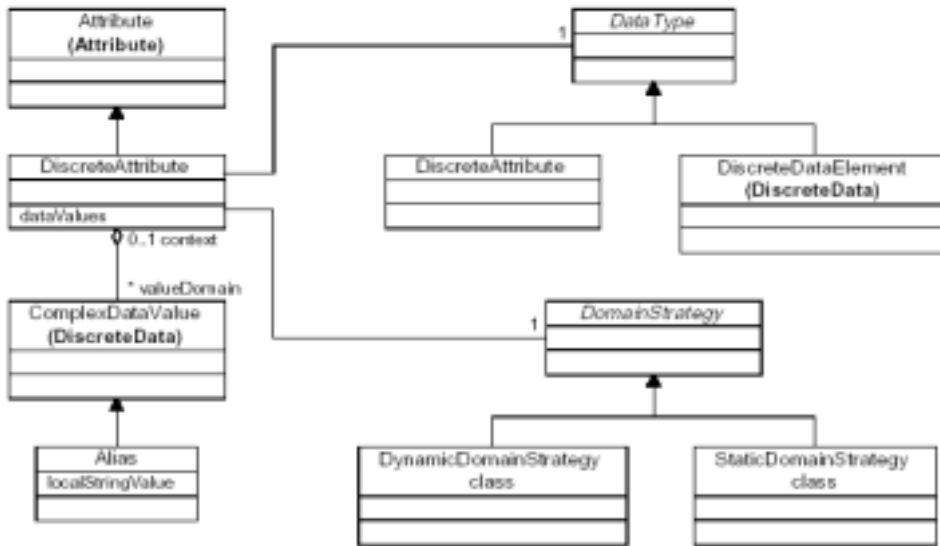 Attribute
(Attribute)
1
DataType
DiscreteAttribute
dataValues
DiscreteAttribute
DiscreteDataElement
(DiscreteData)
0..1 context
* valueDomain
ComplexDataValue
(DiscreteData)
1
DomainStrategy
Alias
localStringValue
DynamicDomainStrategy
class
StaticDomainStrategy
class